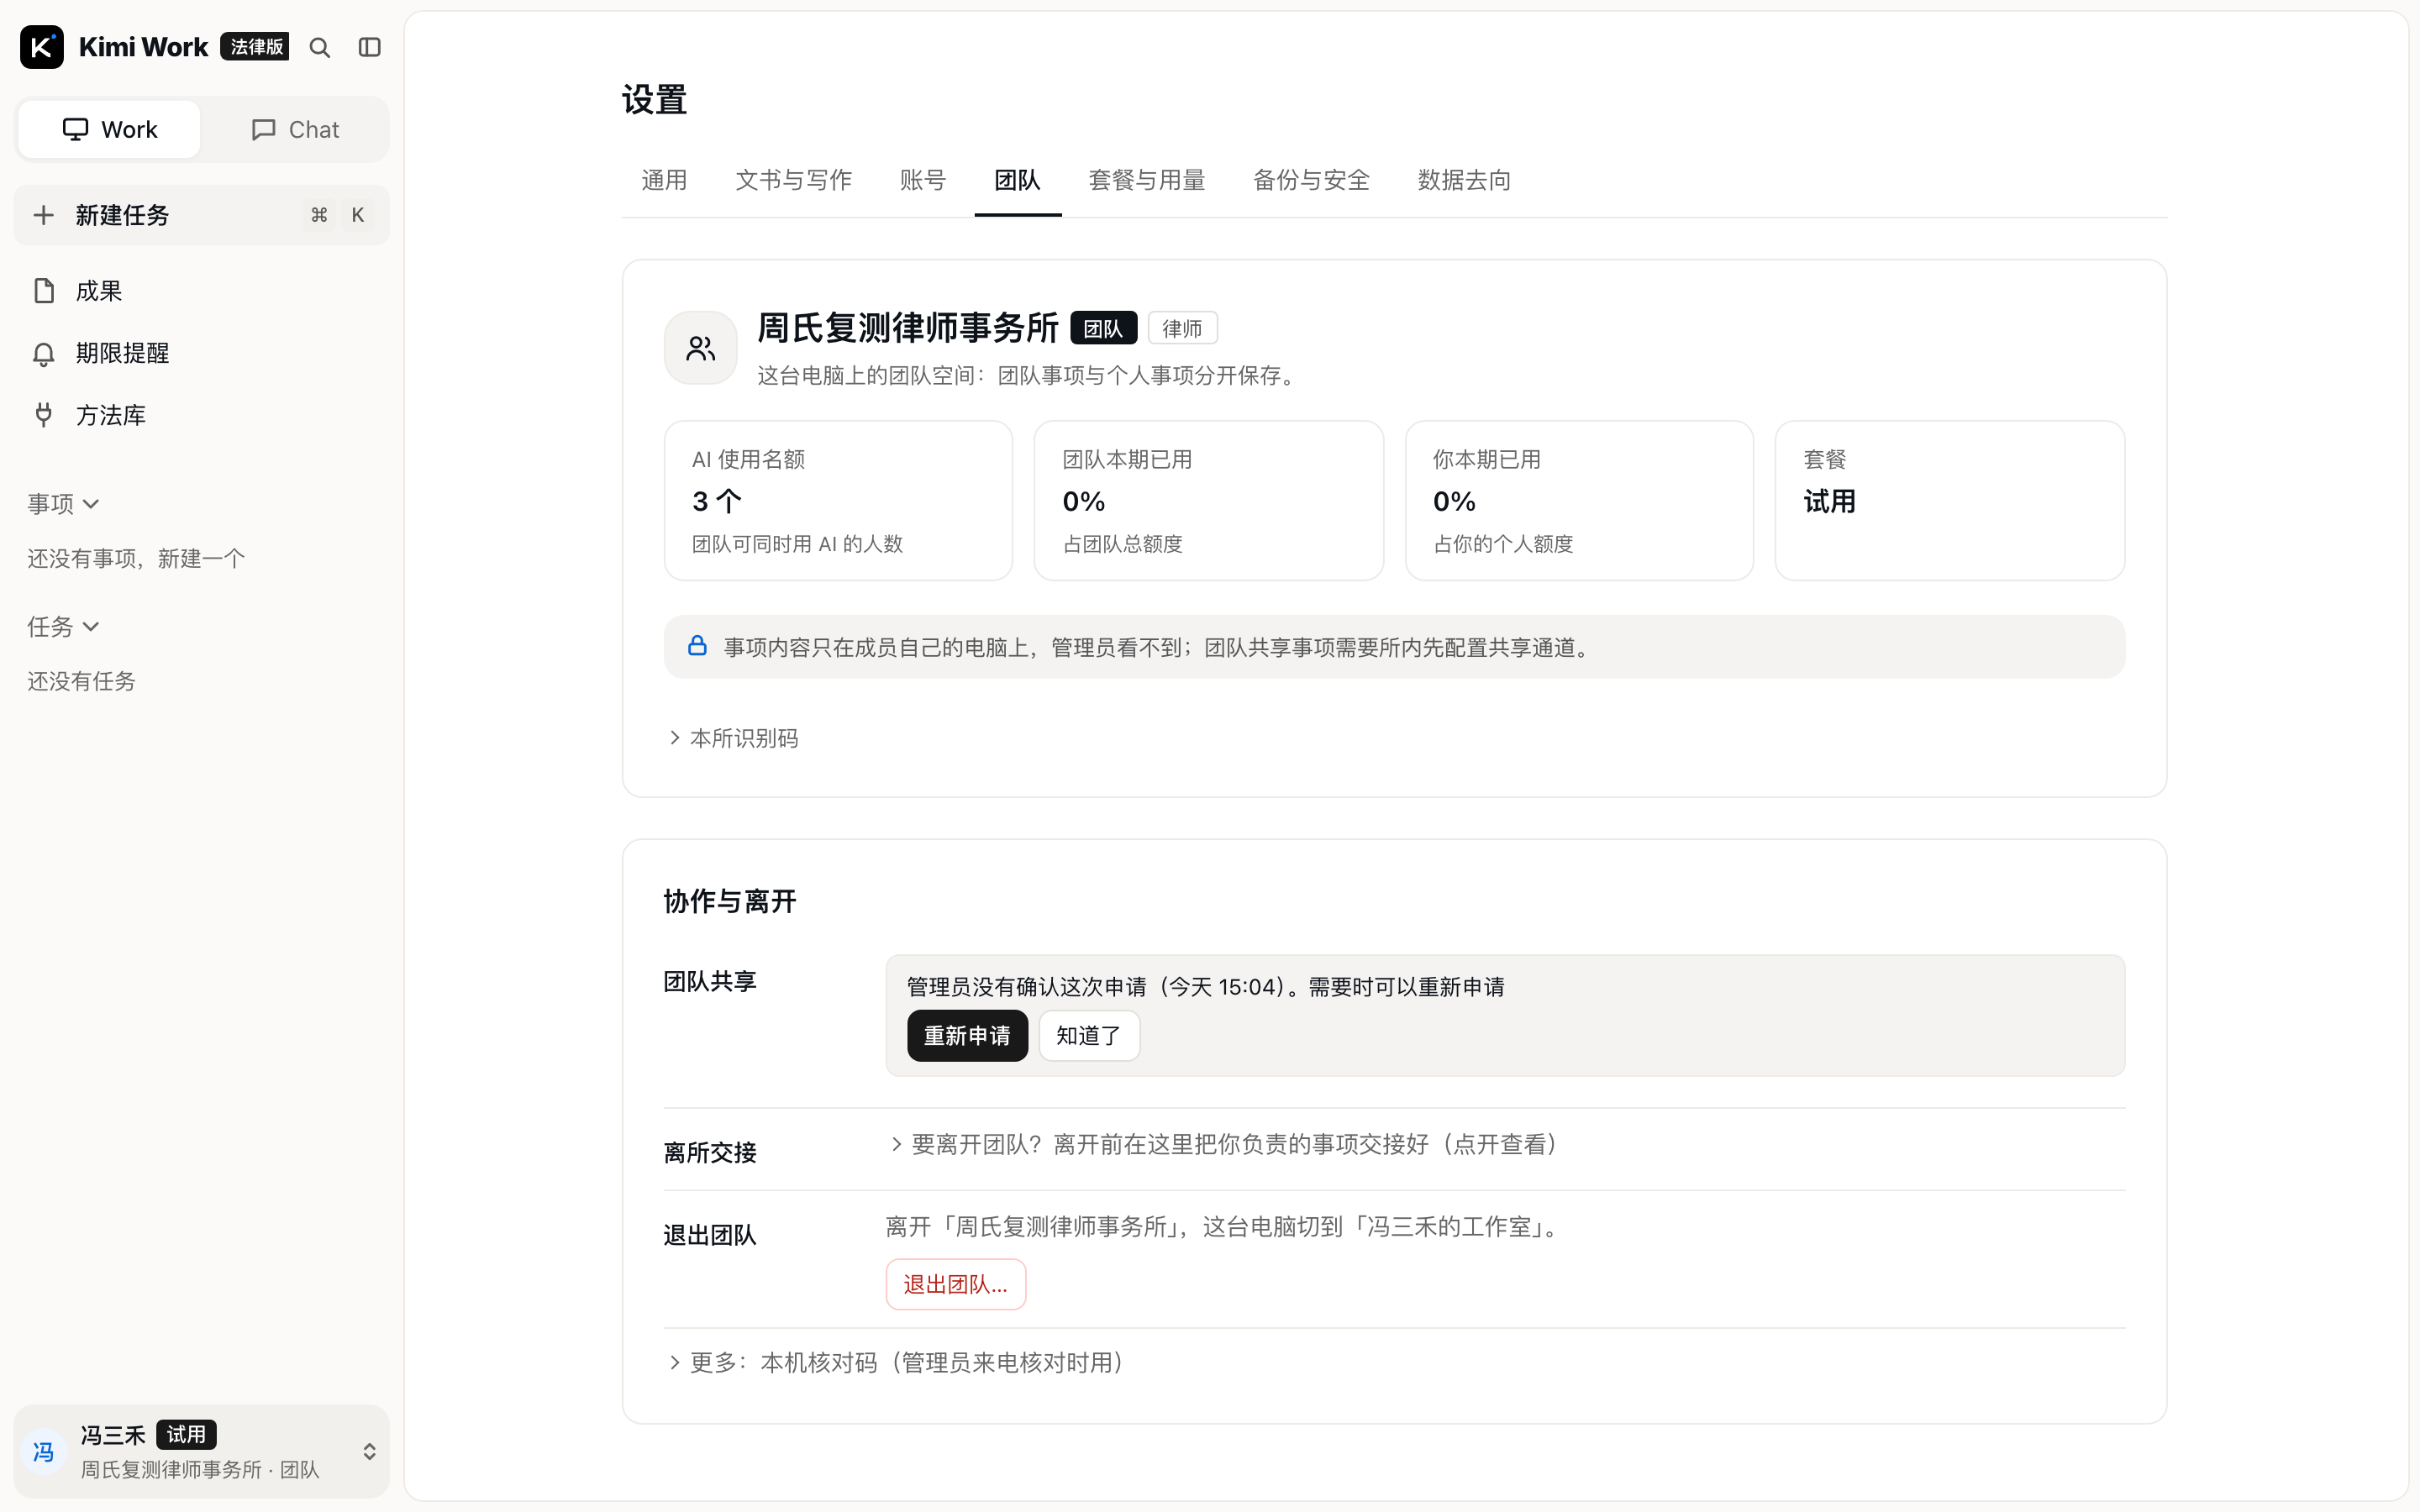 Kimi Work 法律版
Work
Chat
新建任务 ⌘ K
成果
期限提醒
方法库
事项
还没有事项，新建一个
任务
还没有任务
冯 冯三禾 试用
周氏复测律师事务所 · 团队
设置
通用 文书与写作 账号 团队 套餐与用量 备份与安全 数据去向
周氏复测律师事务所 团队 律师
这台电脑上的团队空间：团队事项与个人事项分开保存。
AI 使用名额
3 个
团队可同时用 AI 的人数
团队本期已用
0%
占团队总额度
你本期已用
0%
占你的个人额度
套餐
试用
事项内容只在成员自己的电脑上，管理员看不到；团队共享事项需要所内先配置共享通道。
本所识别码
协作与离开
团队共享
管理员没有确认这次申请（今天 15:04）。需要时可以重新申请
重新申请 知道了
离所交接
要离开团队？离开前在这里把你负责的事项交接好（点开查看）
退出团队
离开「周氏复测律师事务所」，这台电脑切到「冯三禾的工作室」。
退出团队...
更多：本机核对码（管理员来电核对时用）